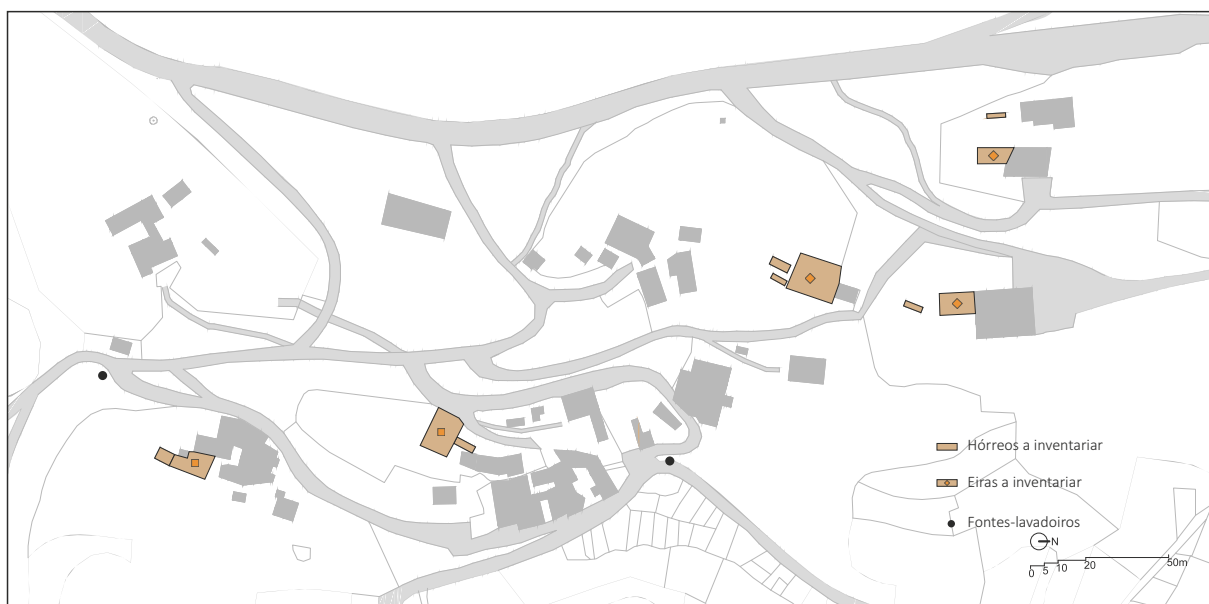 Hórreos a inventariar
Eiras a inventariar
Fontes-lavadoiros
N
0 5 10 20 50m